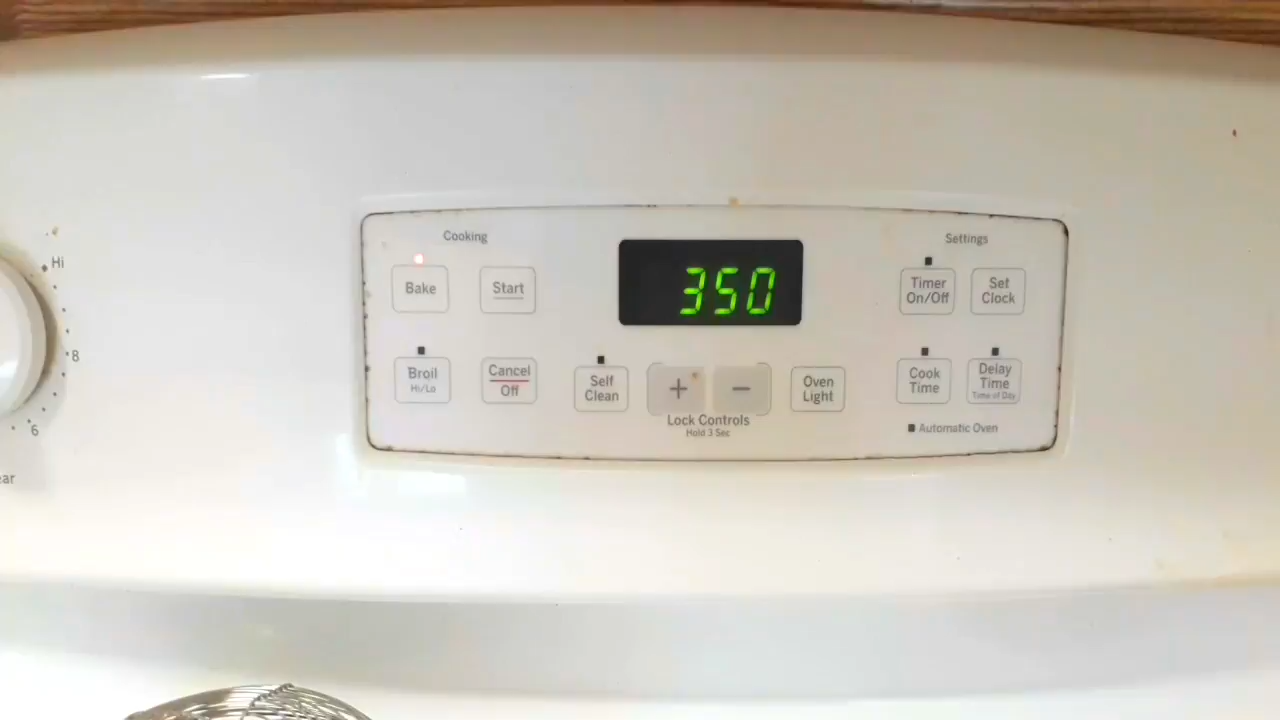 Cooking
Settings
Hi
Bake
Start
350
Timer
On/Off
Set
Clock
8
Broil
Hi/Lo
Cancel
Off
Self
Clean
+
−
Oven
Light
Cook
Time
Delay
Time
Time of Day
Lock Controls
Hold 3 Sec
Automatic Oven
6